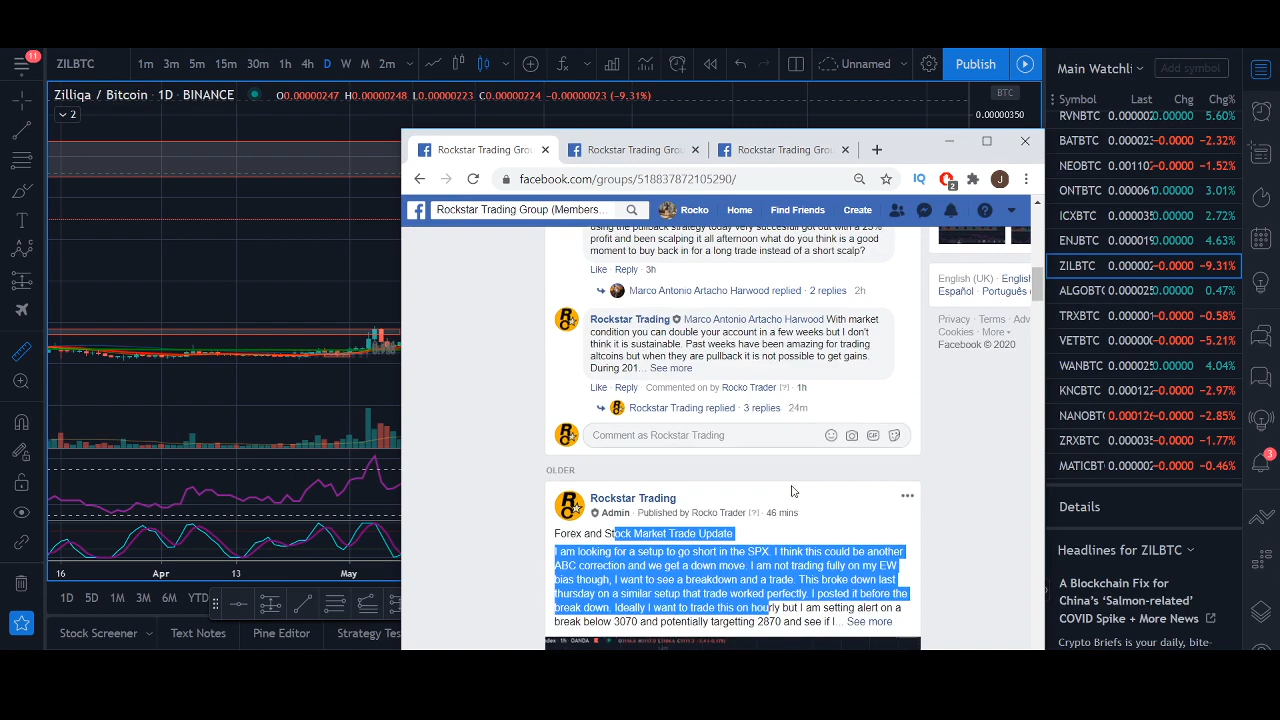 11
ZILBTC
1m 3m 5m 15m 30m 1h 4h D W M 2m
Unnamed
Publish
Main Watchli
Add symbol
Zilliqa / Bitcoin · 1D · BINANCE O0.00000247 H0.00000248 L0.00000223 C0.00000224 −0.00000023 (−9.31%)
2
BTC
0.00000350
Symbol Last Chg Chg%
RVNBTC 5.60%
BATBTC −2.32%
NEOBTC −1.52%
ONTBTC 3.01%
ICXBTC 2.72%
ENJBTC 4.63%
ZILBTC −9.31%
ALGOBTC 0.47%
TRXBTC −0.58%
VETBTC −5.21%
WANBTC 4.04%
KNCBTC −2.97%
NANOBTC −2.85%
ZRXBTC −1.77%
MATICBTC −0.46%
3
Details
Headlines for ZILBTC
A Blockchain Fix for
China's 'Salmon-related'
COVID Spike + More News
Crypto Briefs is your daily, bite-
Rockstar Trading Grou
Rockstar Trading Grou
Rockstar Trading Grou
facebook.com/groups/518837872105290/
IQ
2
J
Rockstar Trading Group (Members...
Rocko
Home
Find Friends
Create
using the pullback strategy today very succesfull got out with a 25%
profit and been scalping it all afternoon what do you think is a good
moment to buy back in for a long trade instead of a short scalp?
Like · Reply · 3h
Marco Antonio Artacho Harwood replied · 2 replies 2h
Rockstar Trading Marco Antonio Artacho Harwood With market
condition you can double your account in a few weeks but I don't
think it is sustainable. Past weeks have been amazing for trading
altcoins but when they are pullback it is not possible to get gains.
During 201... See more
Like · Reply · Commented on by Rocko Trader [?] · 1h
Rockstar Trading replied · 3 replies 24m
Comment as Rockstar Trading
GIF
OLDER
Rockstar Trading
Admin · Published by Rocko Trader [?] · 46 mins
Forex and Stock Market Trade Update
I am looking for a setup to go short in the SPX. I think this could be another
ABC correction and we get a down move. I am not trading fully on my EW
bias though, I want to see a breakdown and a trade. This broke down last
thursday on a similar setup that trade worked perfectly. I posted it before the
break down. Ideally I want to trade this on hourly but I am setting alert on a
break below 3070 and potentially targetting 2870 and see if I... See more
English (UK) · Englis
Español · Portuguê
Privacy · Terms · Adv
Cookies · More
Facebook © 2020
16 Apr 13 May
1D 5D 1M 3M 6M YTD
Stock Screener
Text Notes
Pine Editor
Strategy Tes